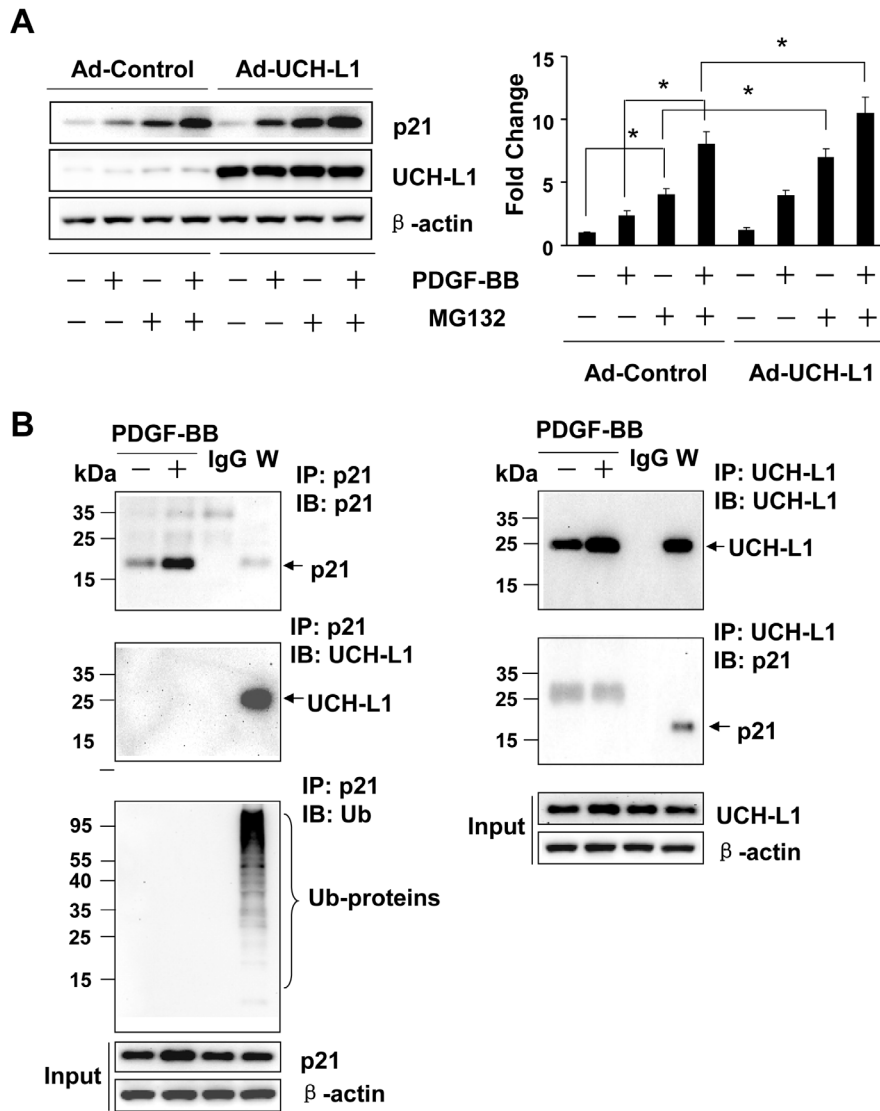 A
Ad-Control Ad-UCH-L1
p21
UCH-L1
β-actin
− + − + − + − + PDGF-BB
− − + + − − + + MG132
Fold Change
15
10
5
0
* * * *
− + − + − + − +
− − + + − − + +
Ad-Control Ad-UCH-L1
B
PDGF-BB
kDa − + IgG W
IP: p21
IB: p21
35
25
15
p21
IP: p21
IB: UCH-L1
35
25
15
UCH-L1
IP: p21
IB: Ub
95
55
40
35
25
15
Ub-proteins
Input
p21
β-actin
PDGF-BB
kDa − + IgG W
IP: UCH-L1
IB: UCH-L1
35
25
15
UCH-L1
IP: UCH-L1
IB: p21
35
25
15
p21
Input
UCH-L1
β-actin